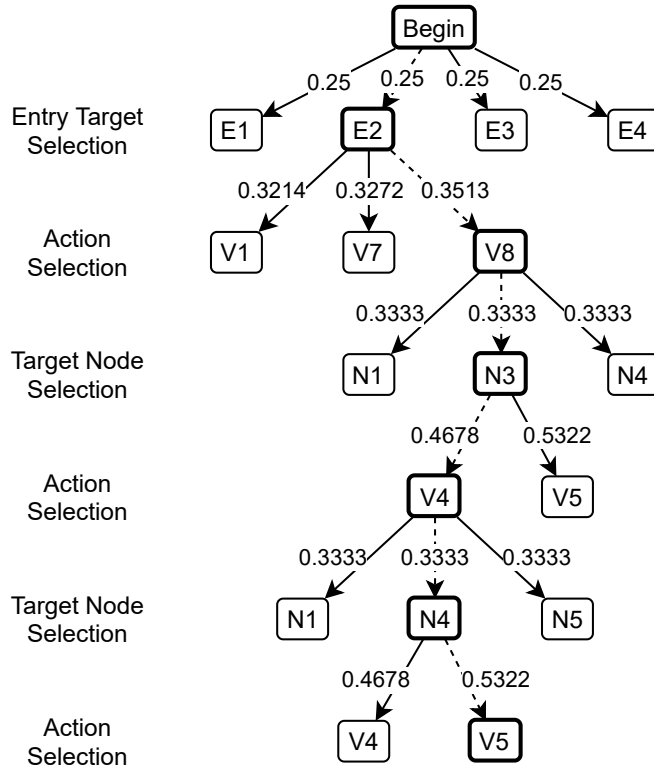 Begin
0.25 0.25 0.25 0.25
Entry Target
Selection
E1 E2 E3 E4
0.3214 0.3272 0.3513
Action
Selection
V1 V7 V8
0.3333 0.3333 0.3333
Target Node
Selection
N1 N3 N4
0.4678 0.5322
Action
Selection
V4 V5
0.3333 0.3333 0.3333
Target Node
Selection
N1 N4 N5
0.4678 0.5322
Action
Selection
V4 V5